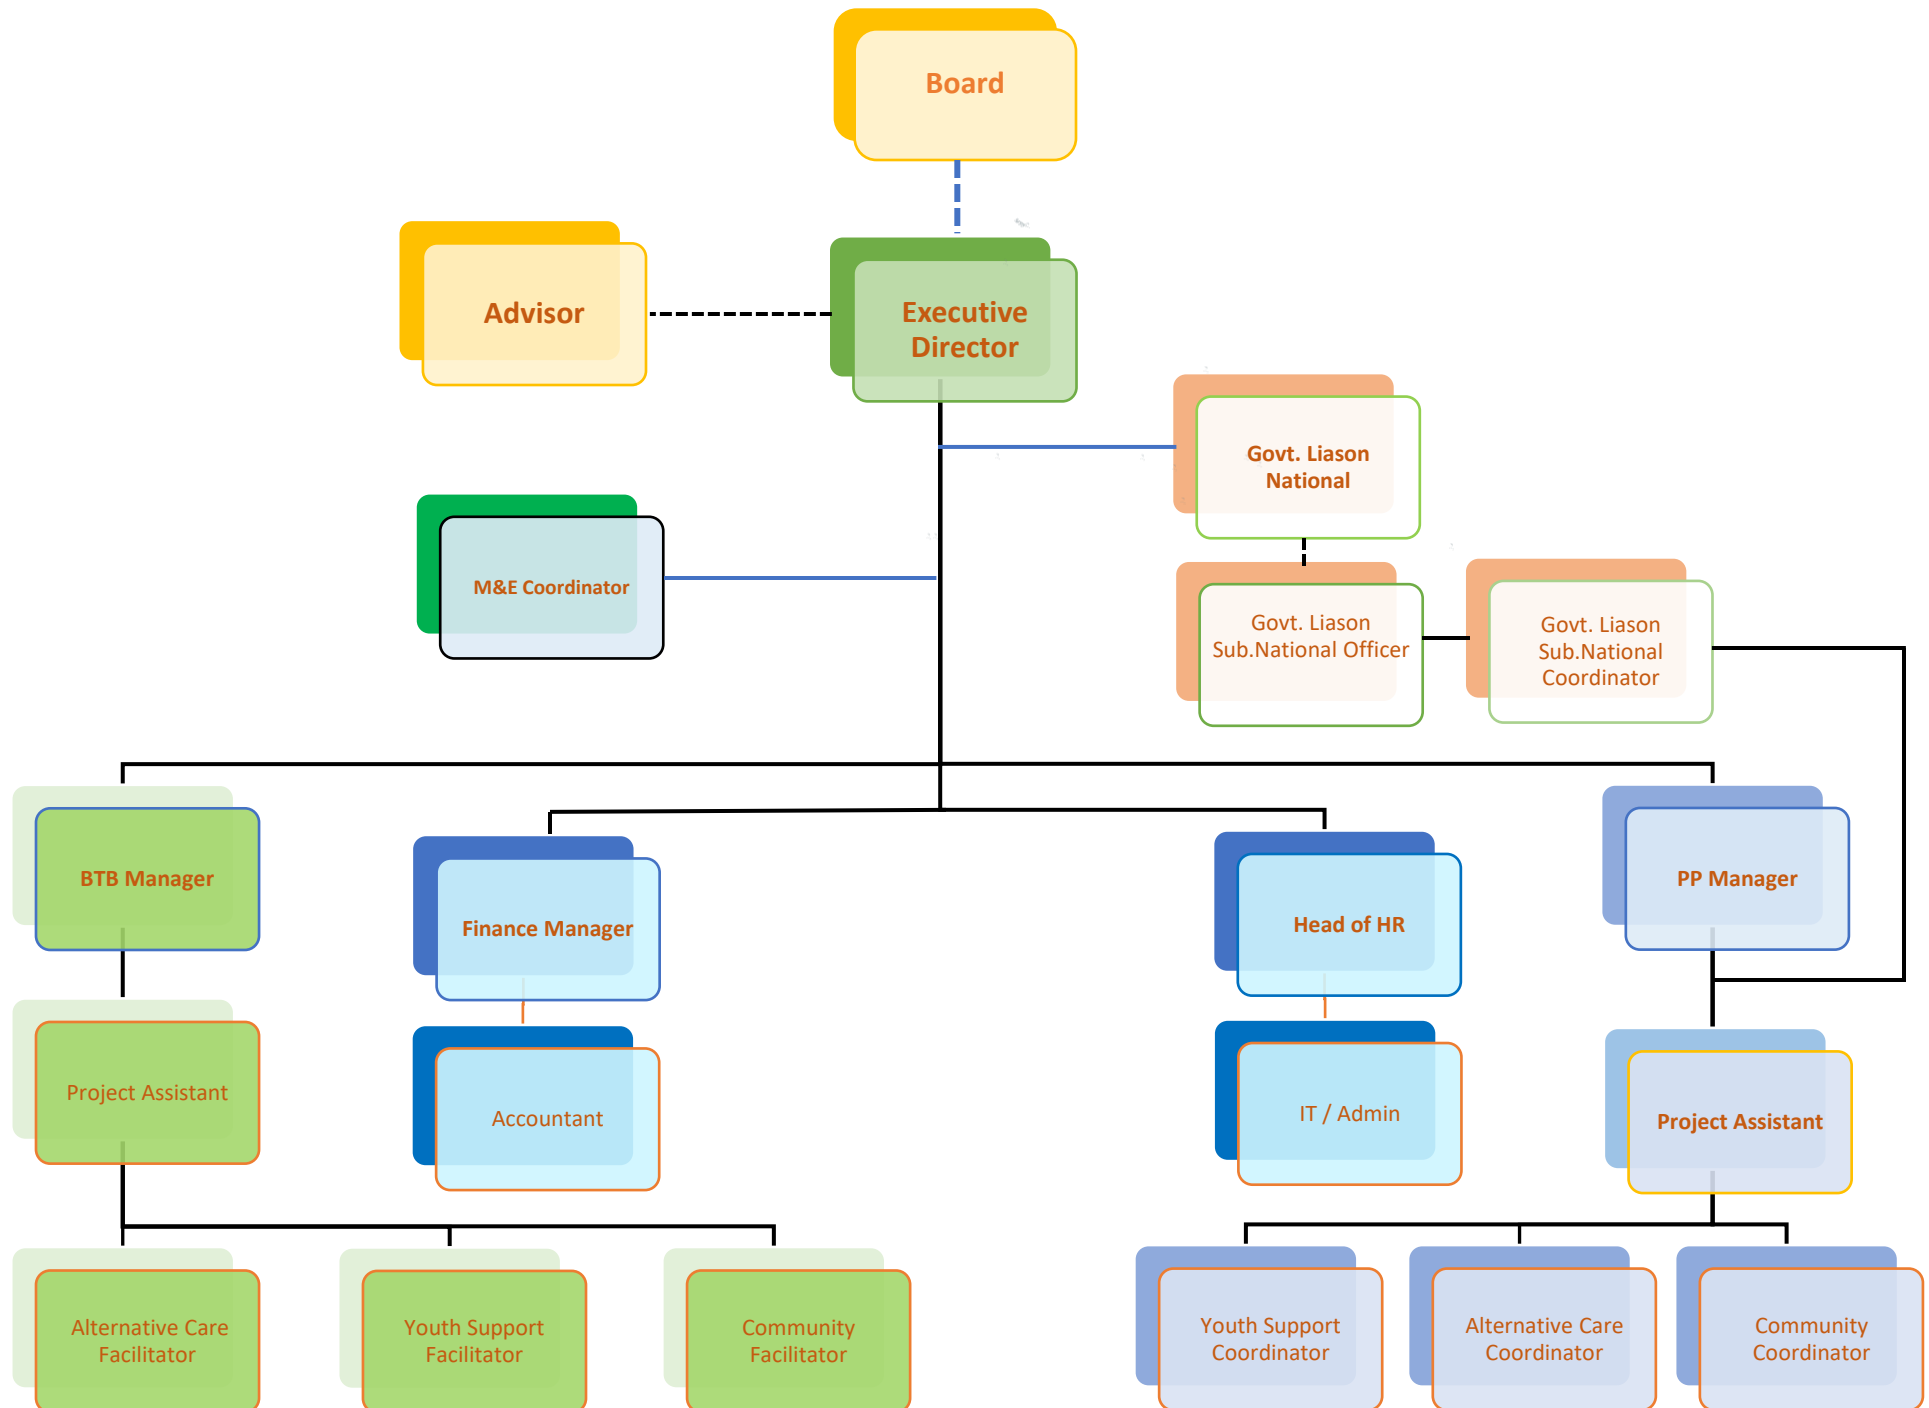 Board
Advisor
Executive
Director
Govt. Liason
National
M&E Coordinator
Govt. Liason
Sub.National Officer
Govt. Liason
Sub.National
Coordinator
BTB Manager
Finance Manager
Head of HR
PP Manager
Project Assistant
Accountant
IT / Admin
Project Assistant
Alternative Care
Facilitator
Youth Support
Facilitator
Community
Facilitator
Youth Support
Coordinator
Alternative Care
Coordinator
Community
Coordinator